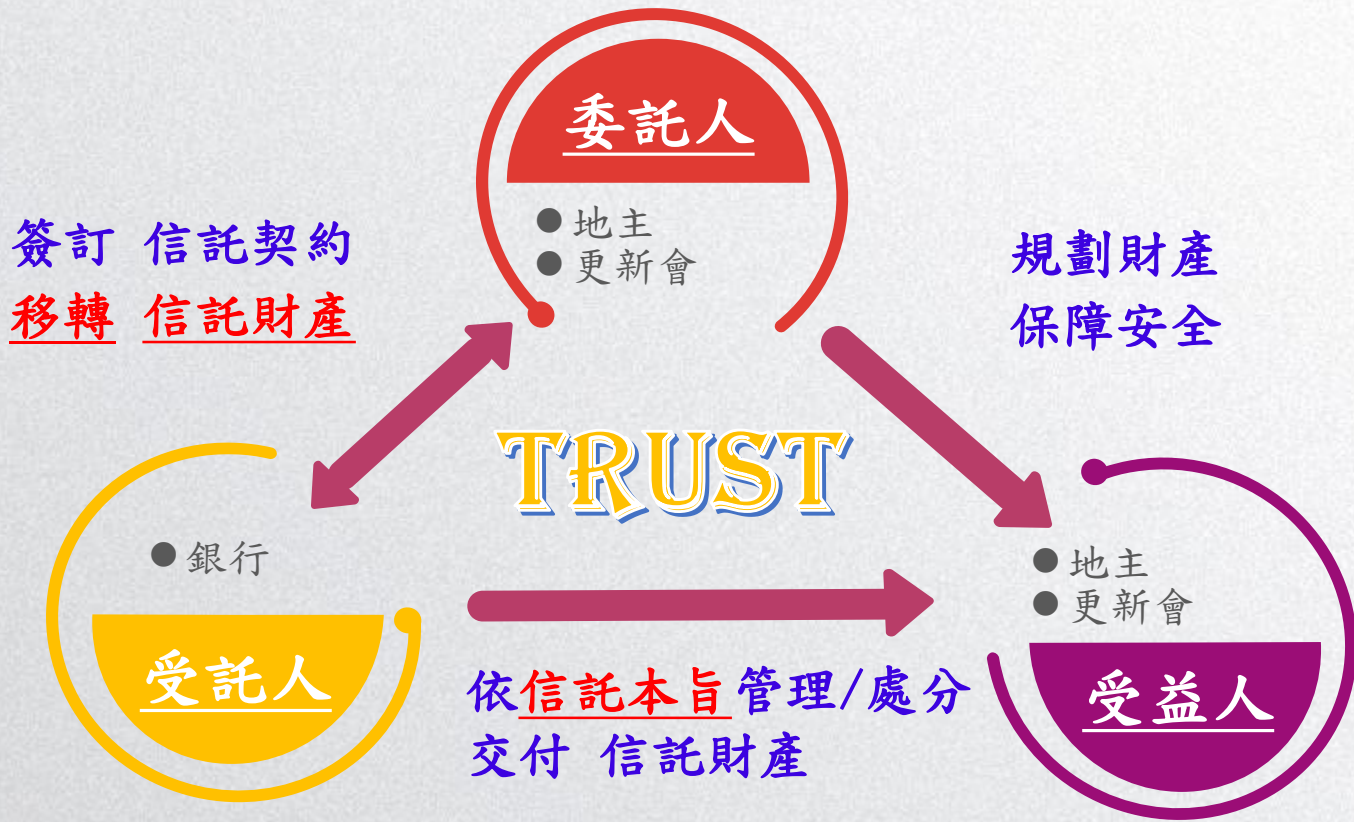 委託人
● 地主
● 更新會
簽訂 信託契約
移轉 信託財產
規劃財產
保障安全
TRUST
● 銀行
受託人
● 地主
● 更新會
受益人
依信託本旨管理/處分
交付 信託財產